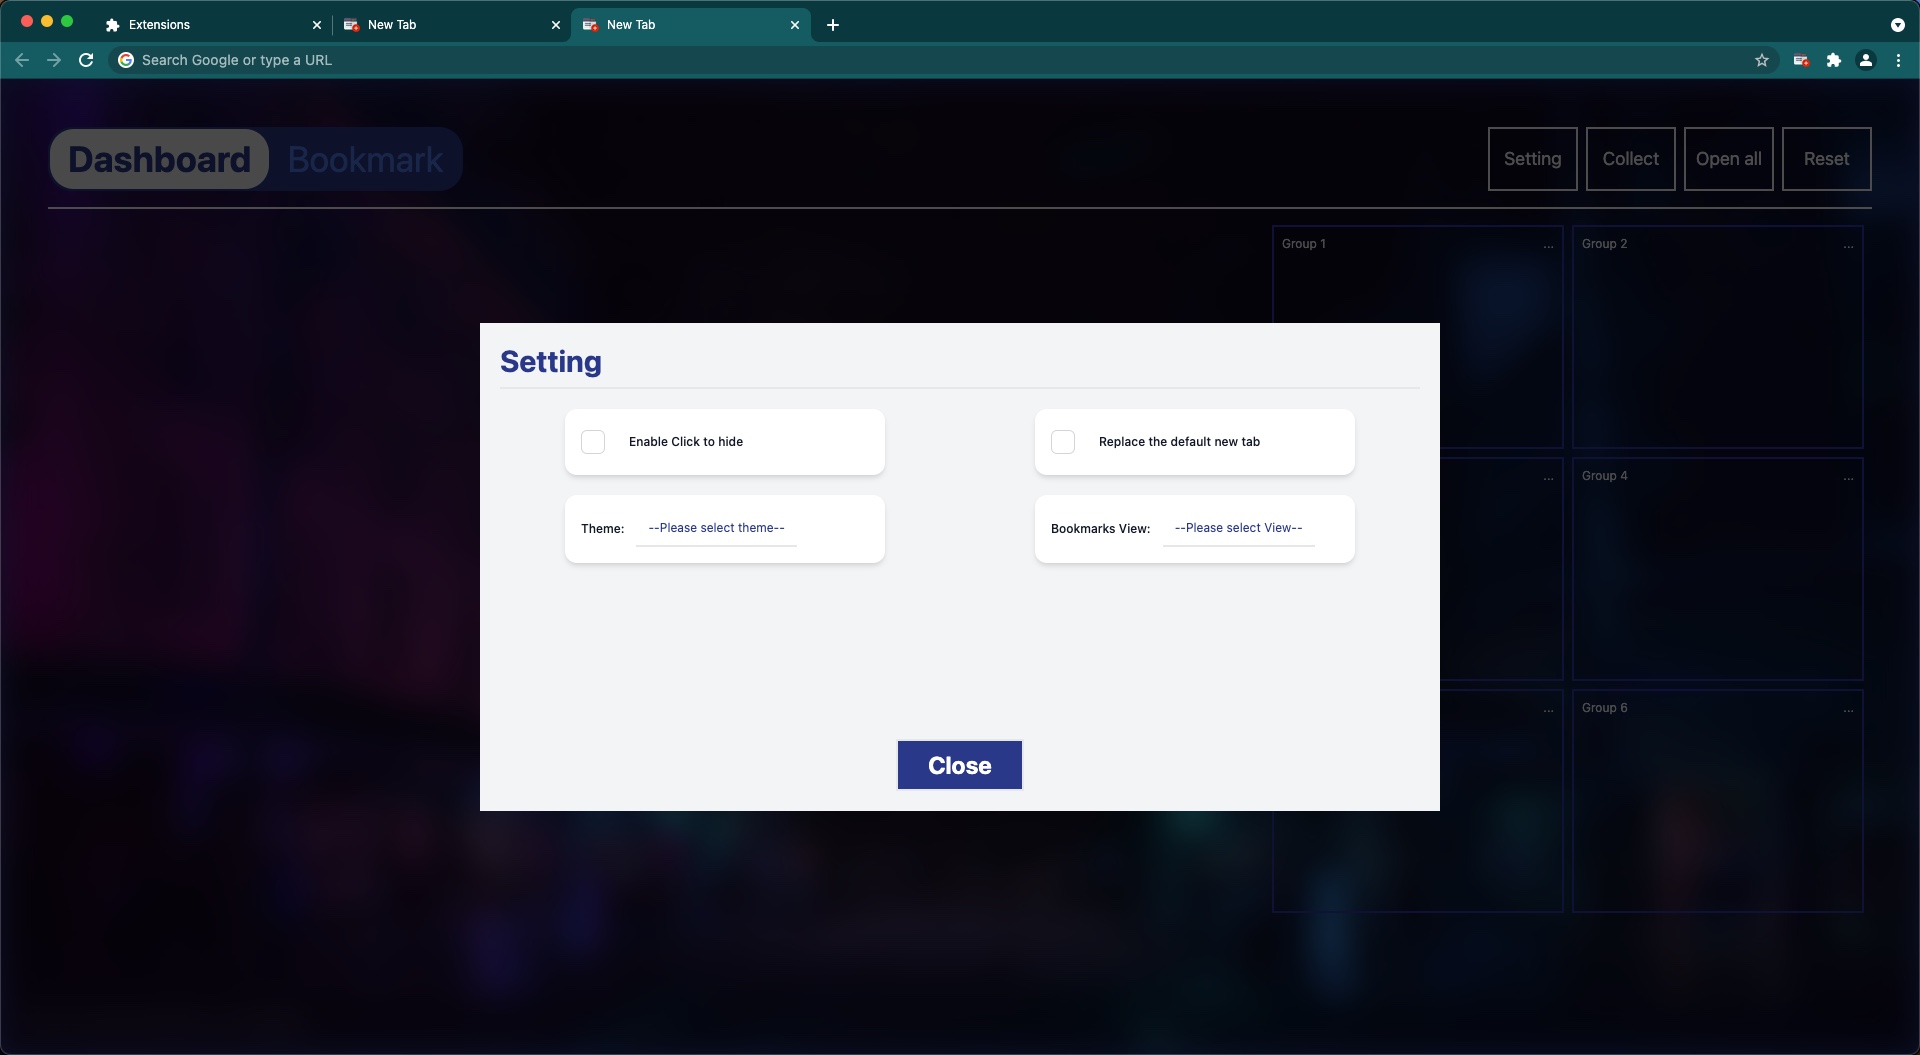 Extensions
New Tab
New Tab
Search Google or type a URL
Dashboard Bookmark
Setting Collect Open all Reset
Group 1 ... Group 2 ...
Setting
Enable Click to hide Replace the default new tab
... Group 4 ...
Theme: --Please select theme-- Bookmarks View: --Please select View--
... Group 6 ...
Close